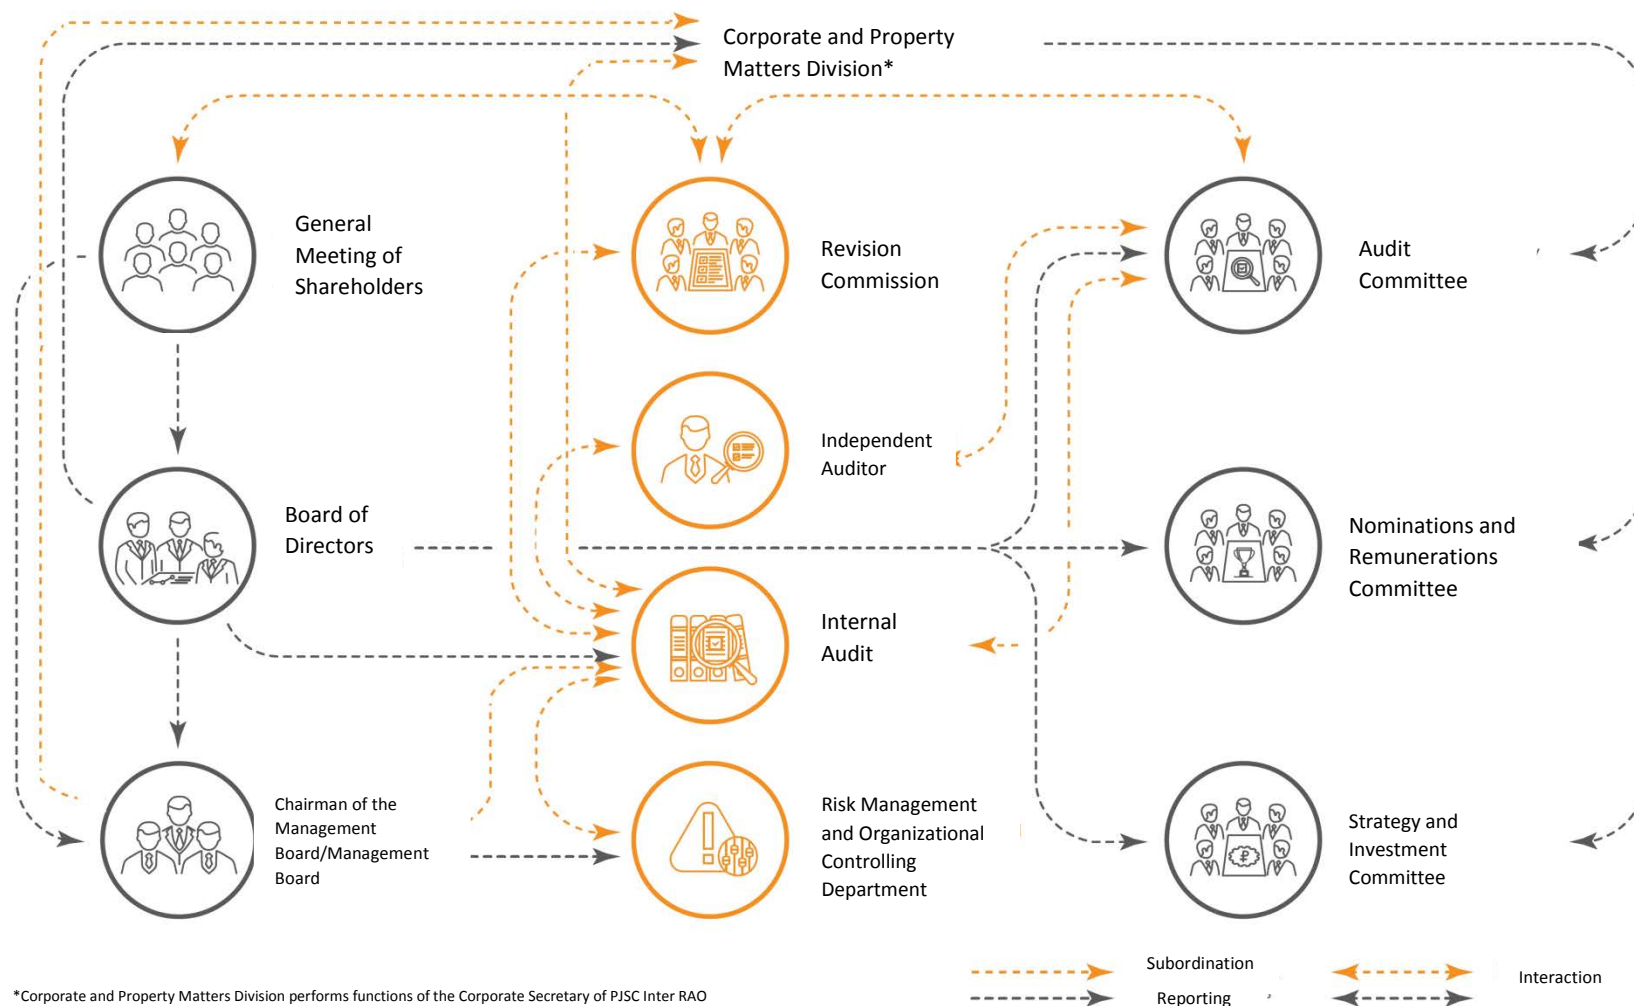 Corporate and Property
Matters Division*
General
Meeting of
Shareholders
Revision
Commission
Audit
Committee
Independent
Auditor
Board of
Directors
Nominations and
Remunerations
Committee
Internal
Audit
Chairman of the
Management
Board/Management
Board
Risk Management
and Organizational
Controlling
Department
Strategy and
Investment
Committee
Subordination
Reporting
Interaction
*Corporate and Property Matters Division performs functions of the Corporate Secretary of PJSC Inter RAO